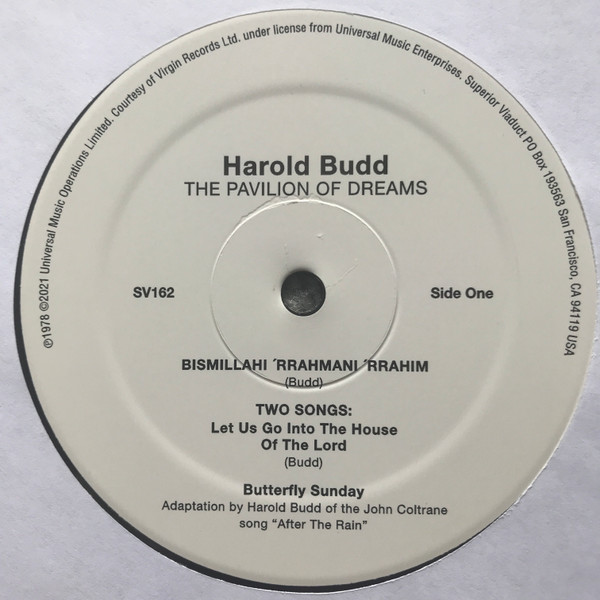 ℗1978 ©2021 Universal Music Operations Limited. Courtesy of Virgin Records Ltd. under license from Universal Music Enterprises. Superior Viaduct PO Box 193563 San Francisco, CA 94119 USA
Harold Budd
THE PAVILION OF DREAMS
SV162
Side One
BISMILLAHI ´RRAHMANI ´RRAHIM
(Budd)
TWO SONGS:
Let Us Go Into The House
Of The Lord
(Budd)
Butterfly Sunday
Adaptation by Harold Budd of the John Coltrane
song “After The Rain”